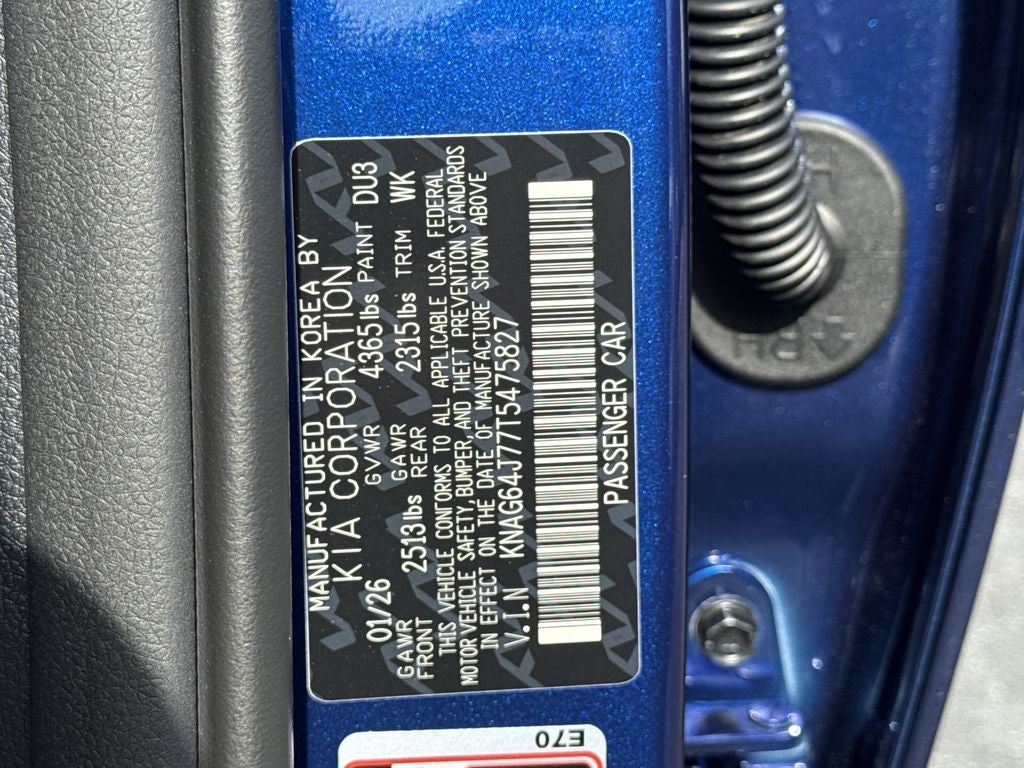 MANUFACTURED IN KOREA BY
KIA CORPORATION
01/26 GVWR 4365lbs PAINT DU3
GAWR FRONT 2513lbs GAWR REAR 2315lbs TRIM WK
THIS VEHICLE CONFORMS TO ALL APPLICABLE U.S.A. FEDERAL
MOTOR VEHICLE SAFETY, BUMPER, AND THEFT PREVENTION STANDARDS
IN EFFECT ON THE DATE OF MANUFACTURE SHOWN ABOVE
V.I.N KNAG64J77T5475827
PASSENGER CAR
E70